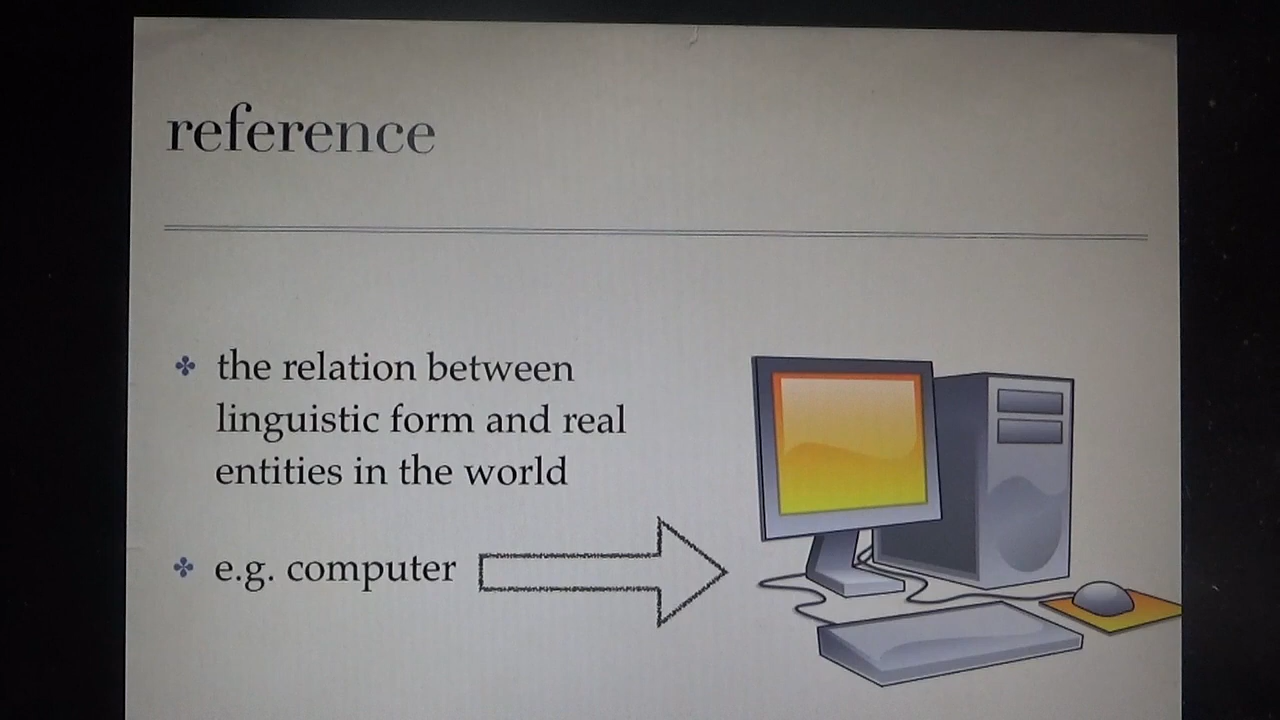 reference
the relation between
linguistic form and real
entities in the world
e.g. computer